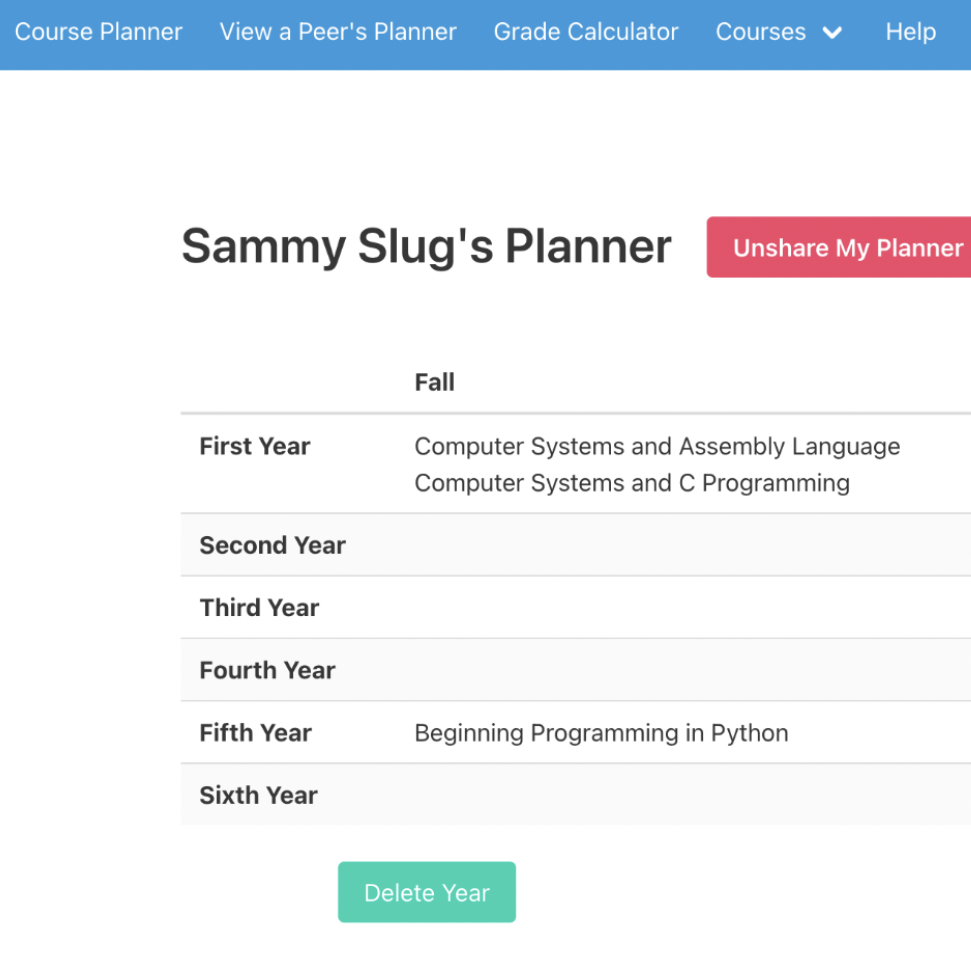 Course Planner View a Peer's Planner Grade Calculator Courses Help
Sammy Slug's Planner Unshare My Planner
Fall
First Year Computer Systems and Assembly Language
Computer Systems and C Programming
Second Year
Third Year
Fourth Year
Fifth Year Beginning Programming in Python
Sixth Year
Delete Year